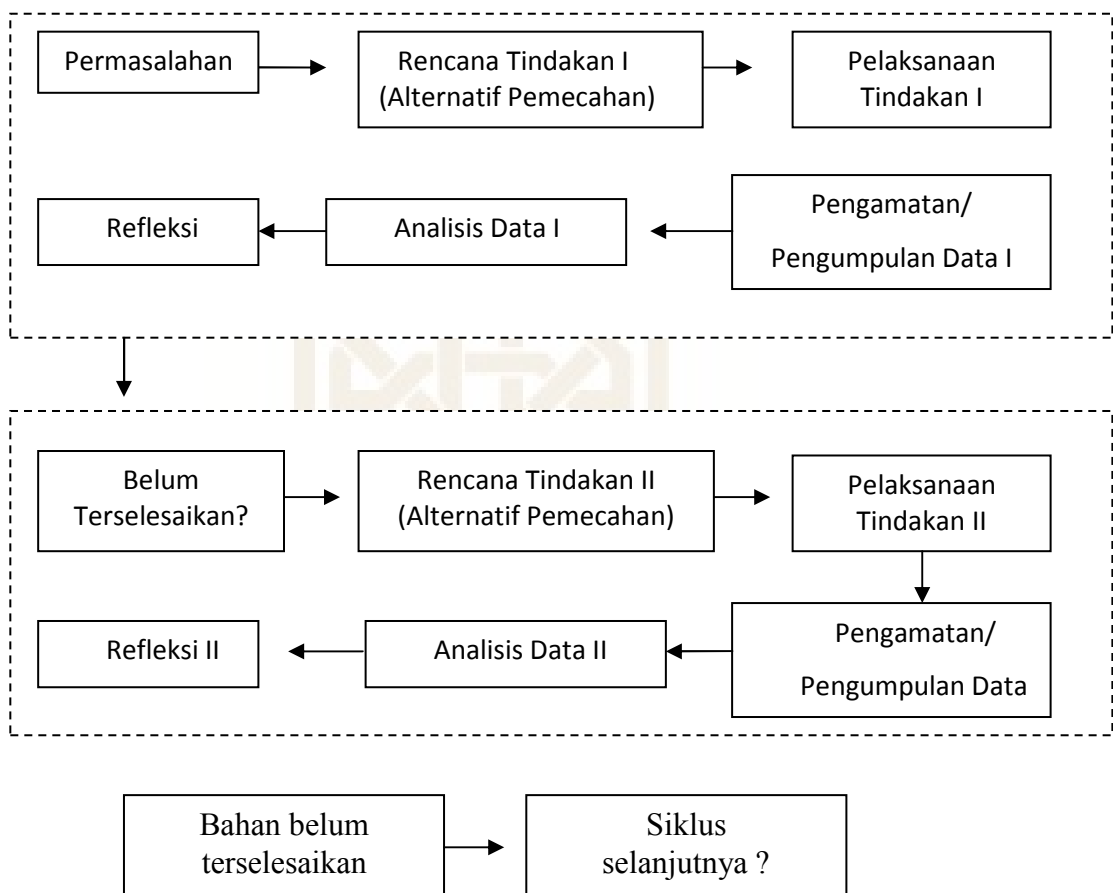 Permasalahan
Rencana Tindakan I
(Alternatif Pemecahan)
Pelaksanaan
Tindakan I
Refleksi
Analisis Data I
Pengamatan/
Pengumpulan Data I
Belum
Terselesaikan?
Rencana Tindakan II
(Alternatif Pemecahan)
Pelaksanaan
Tindakan II
Refleksi II
Analisis Data II
Pengamatan/
Pengumpulan Data
Bahan belum
terselesaikan
Siklus
selanjutnya ?